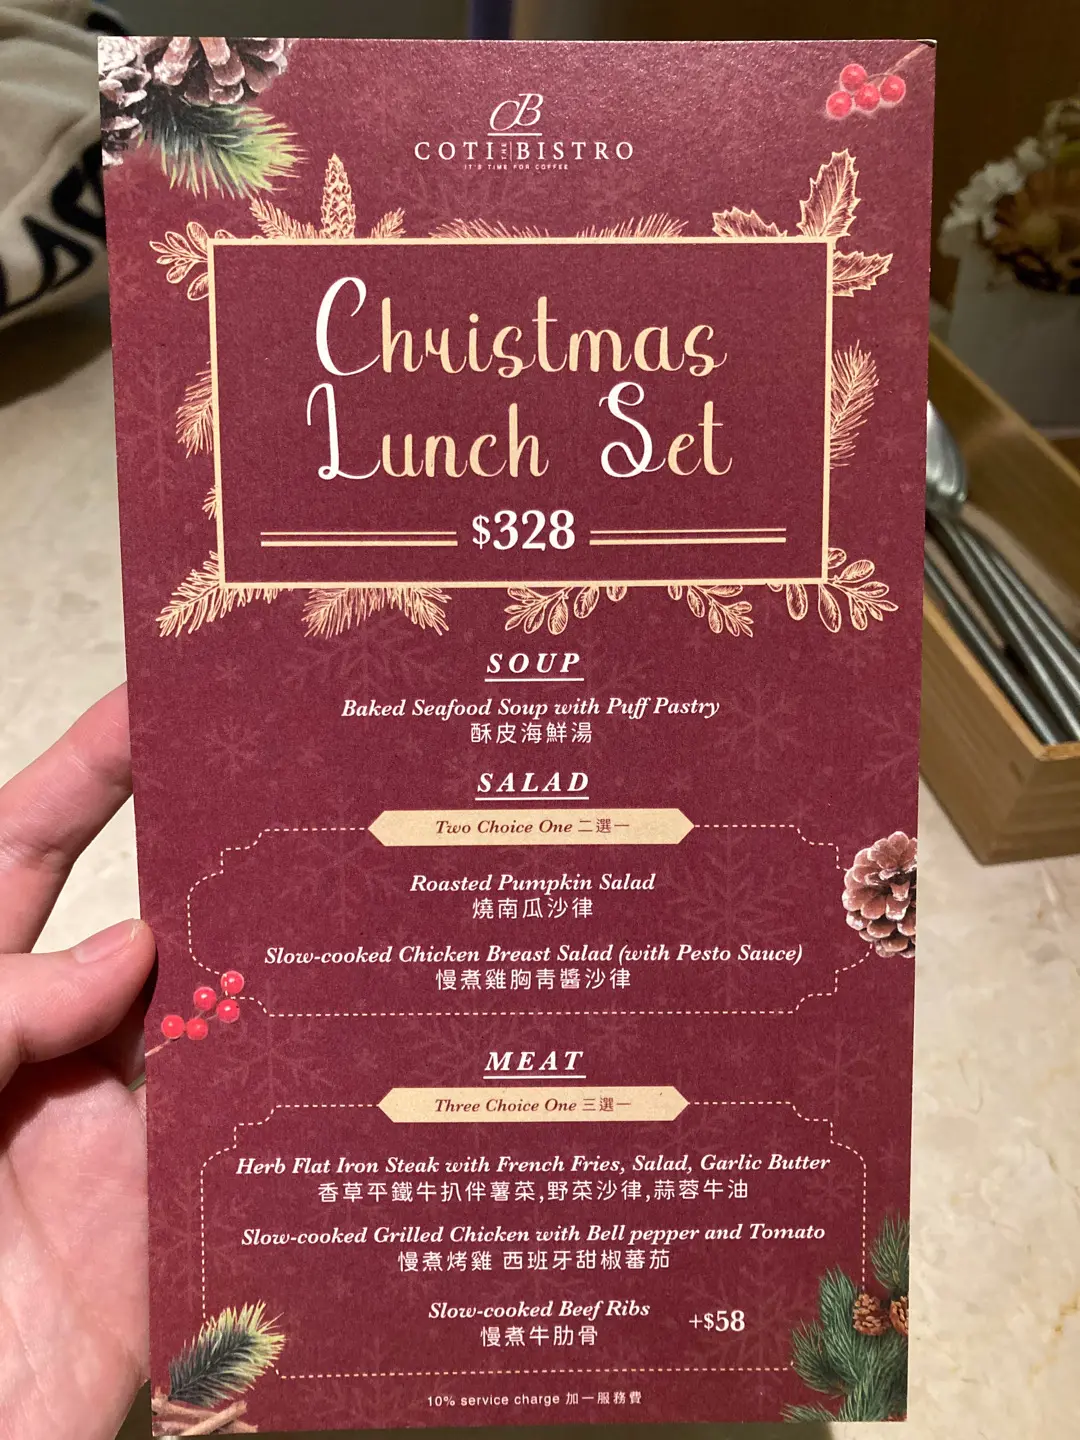 CB
COTI THE BISTRO
IT'S TIME FOR COFFEE
Christmas
Lunch Set
$328
SOUP
Baked Seafood Soup with Puff Pastry
酥皮海鮮湯
SALAD
Two Choice One 二選一
Roasted Pumpkin Salad
燒南瓜沙律
Slow-cooked Chicken Breast Salad (with Pesto Sauce)
慢煮雞胸青醬沙律
MEAT
Three Choice One 三選一
Herb Flat Iron Steak with French Fries, Salad, Garlic Butter
香草平鐵牛扒伴薯菜,野菜沙律,蒜蓉牛油
Slow-cooked Grilled Chicken with Bell pepper and Tomato
慢煮烤雞 西班牙甜椒蕃茄
Slow-cooked Beef Ribs +$58
慢煮牛肋骨
10% service charge 加一服務費